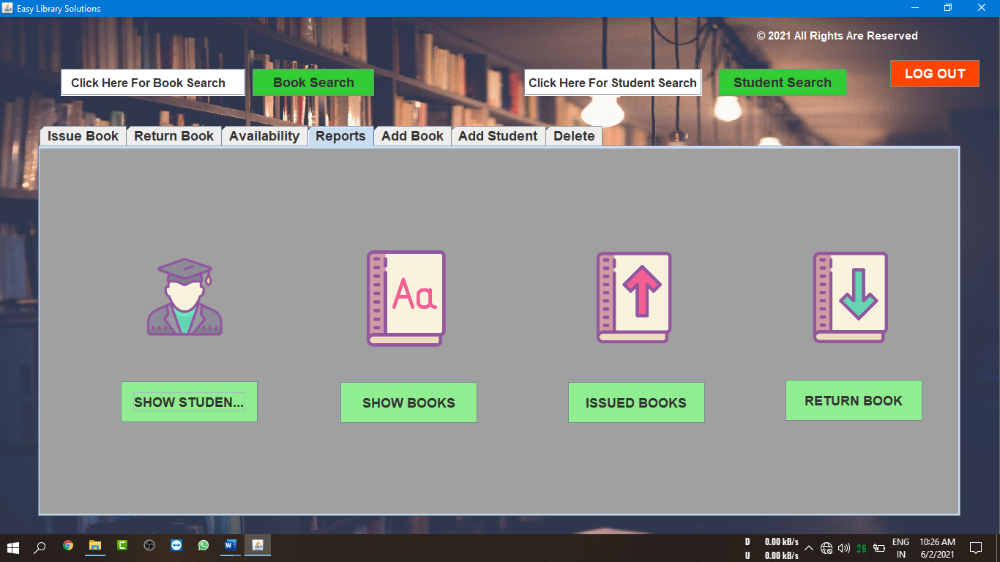 Easy Library Solutions
© 2021 All Rights Are Reserved
Click Here For Book Search
Book Search
Click Here For Student Search
Student Search
LOG OUT
Issue Book
Return Book
Availability
Reports
Add Book
Add Student
Delete
Aa
SHOW STUDEN...
SHOW BOOKS
ISSUED BOOKS
RETURN BOOK
D 0.00 kB/s
U 0.00 kB/s
26
ENG
IN
10:26 AM
6/2/2021